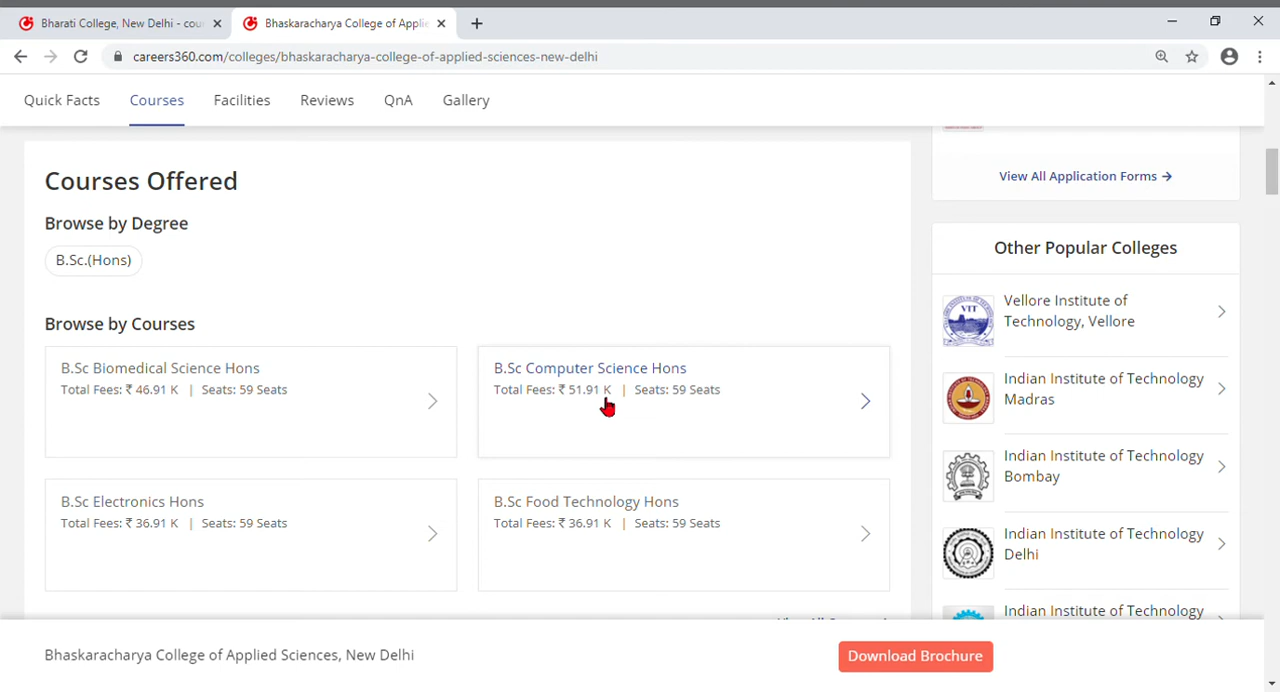 Bharati College, New Delhi - cou
Bhaskaracharya College of Applie
careers360.com/colleges/bhaskaracharya-college-of-applied-sciences-new-delhi
Quick Facts
Courses
Facilities
Reviews
QnA
Gallery
Courses Offered
Browse by Degree
B.Sc.(Hons)
Browse by Courses
B.Sc Biomedical Science Hons
Total Fees: ₹ 46.91 K | Seats: 59 Seats
B.Sc Computer Science Hons
Total Fees: ₹ 51.91 K | Seats: 59 Seats
B.Sc Electronics Hons
Total Fees: ₹ 36.91 K | Seats: 59 Seats
B.Sc Food Technology Hons
Total Fees: ₹ 36.91 K | Seats: 59 Seats
View All Application Forms →
Other Popular Colleges
VIT
Vellore Institute of
Technology, Vellore
Indian Institute of Technology
Madras
Indian Institute of Technology
Bombay
Indian Institute of Technology
Delhi
Indian Institute of Technology
Bhaskaracharya College of Applied Sciences, New Delhi
Download Brochure